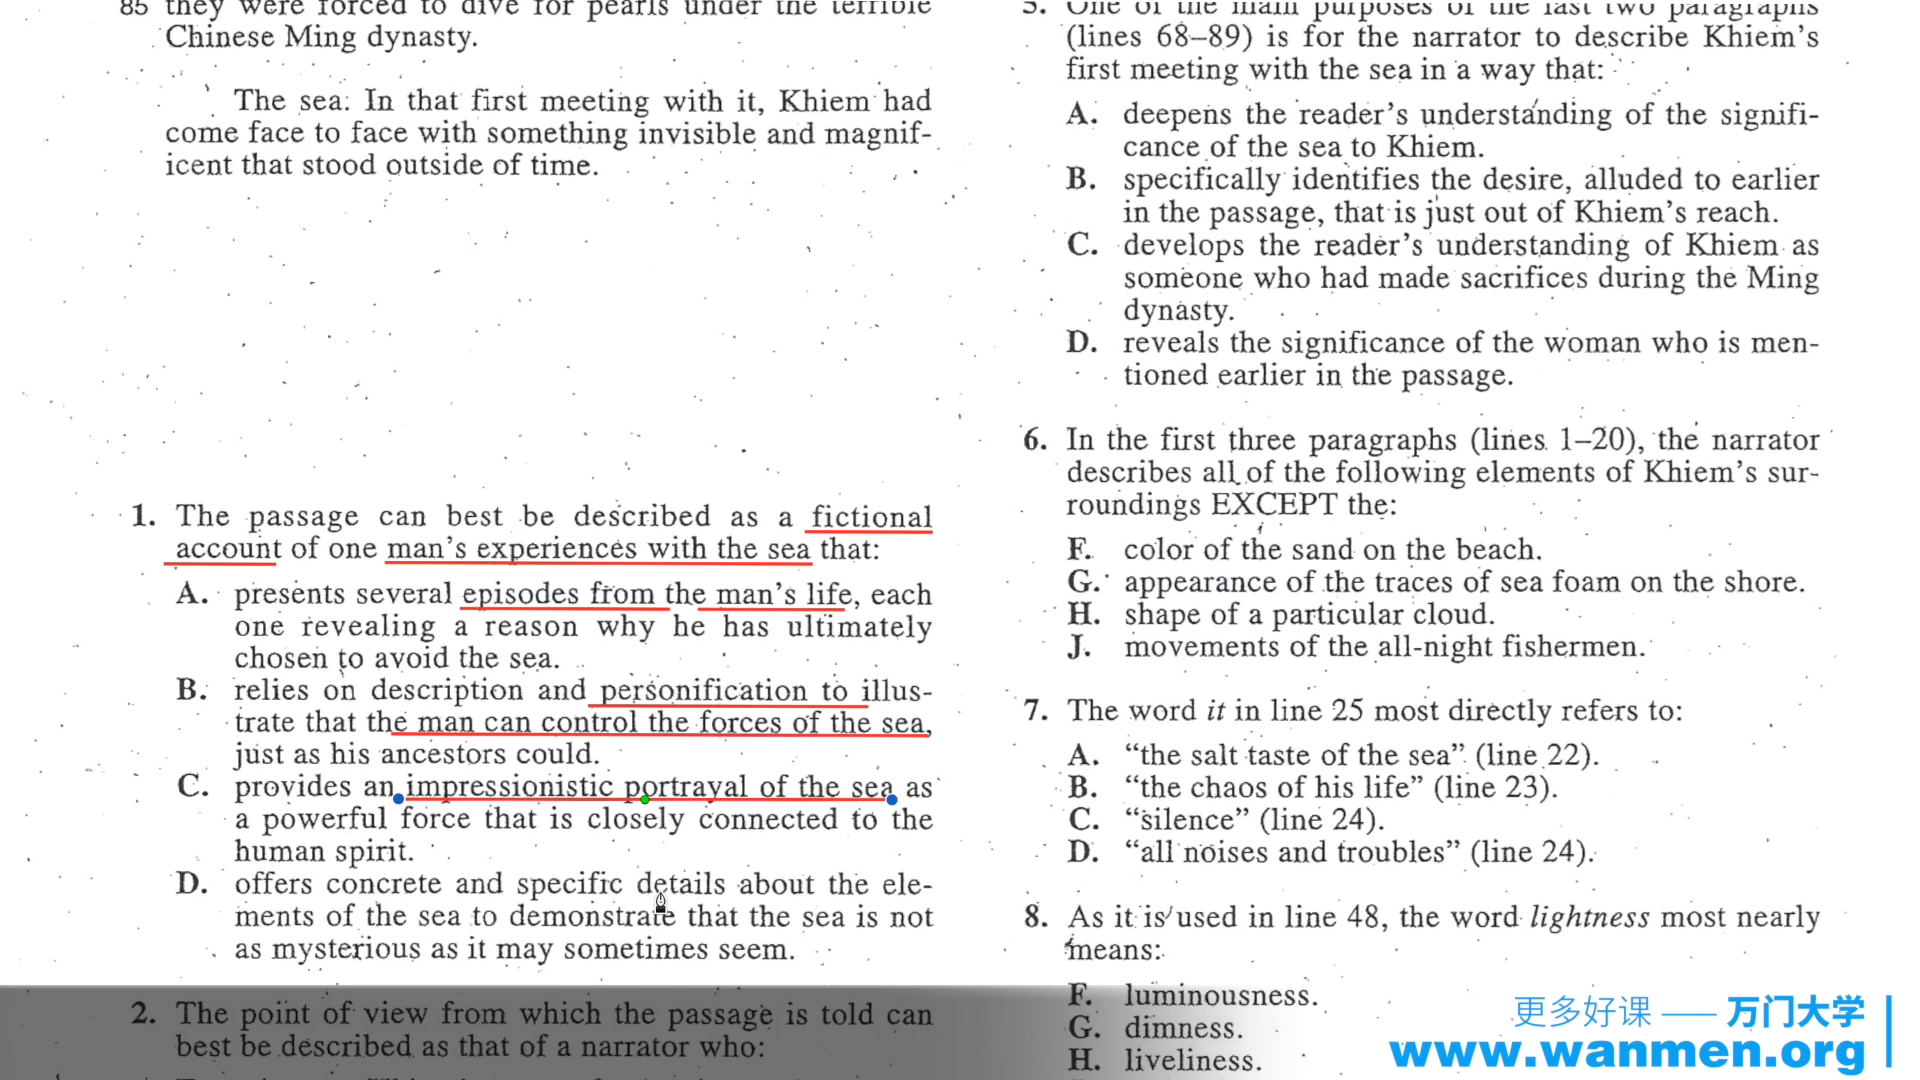 85 they were forced to dive for pearls under the terrible
Chinese Ming dynasty.
The sea. In that first meeting with it, Khiem had
come face to face with something invisible and magnif-
icent that stood outside of time.
1. The passage can best be described as a fictional
account of one man's experiences with the sea that:
A. presents several episodes from the man's life, each
one revealing a reason why he has ultimately
chosen to avoid the sea.
B. relies on description and personification to illus-
trate that the man can control the forces of the sea,
just as his ancestors could.
C. provides an impressionistic portrayal of the sea as
a powerful force that is closely connected to the
human spirit.
D. offers concrete and specific details about the ele-
ments of the sea to demonstrate that the sea is not
as mysterious as it may sometimes seem.
2. The point of view from which the passage is told can
best be described as that of a narrator who:
5. One of the main purposes of the last two paragraphs
(lines 68–89) is for the narrator to describe Khiem's
first meeting with the sea in a way that:
A. deepens the reader's understanding of the signifi-
cance of the sea to Khiem.
B. specifically identifies the desire, alluded to earlier
in the passage, that is just out of Khiem's reach.
C. develops the reader's understanding of Khiem as
someone who had made sacrifices during the Ming
dynasty.
D. reveals the significance of the woman who is men-
tioned earlier in the passage.
6. In the first three paragraphs (lines 1–20), the narrator
describes all of the following elements of Khiem's sur-
roundings EXCEPT the:
F. color of the sand on the beach.
G. appearance of the traces of sea foam on the shore.
H. shape of a particular cloud.
J. movements of the all-night fishermen.
7. The word it in line 25 most directly refers to:
A. "the salt taste of the sea" (line 22).
B. "the chaos of his life" (line 23).
C. "silence" (line 24).
D. "all noises and troubles" (line 24).
8. As it is used in line 48, the word lightness most nearly
means:
F. luminousness.
G. dimness.
H. liveliness.
更多好课 —— 万门大学
www.wanmen.org